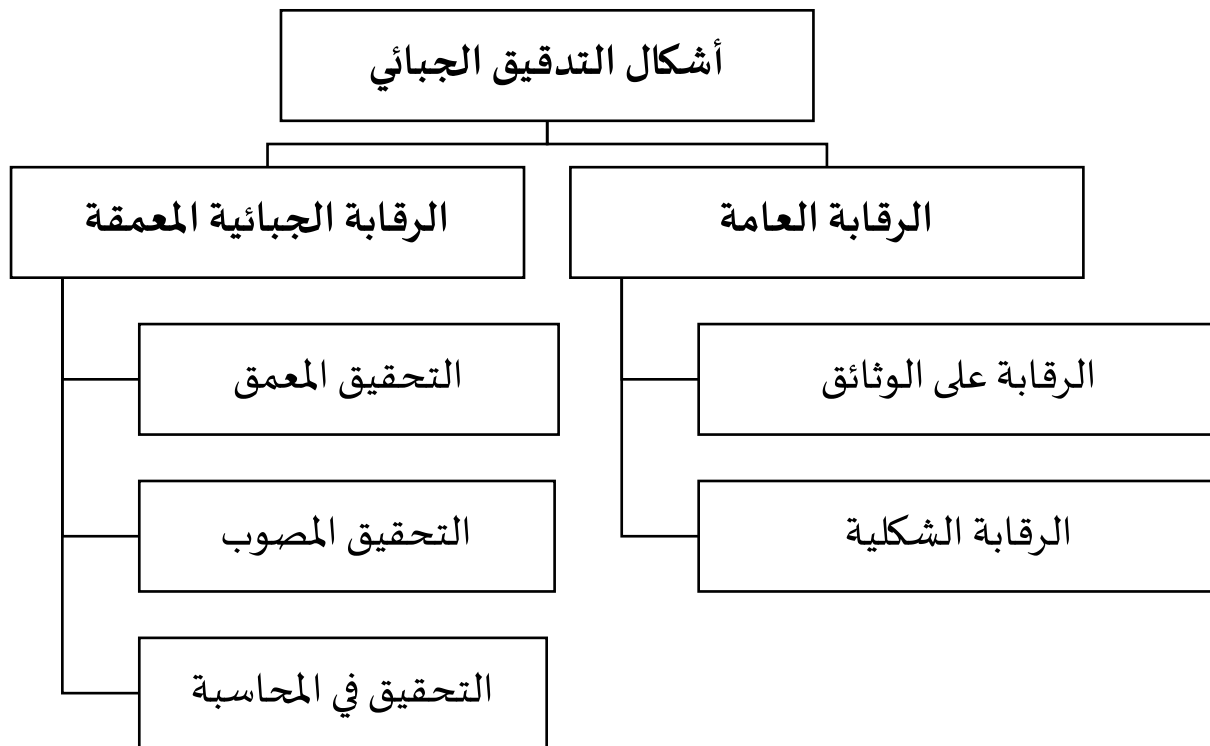 أشكال التدقيق الجبائي
الرقابة العامة
الرقابة الجبائية المعمقة
الرقابة على الوثائق
التحقيق المعمق
الرقابة الشكلية
التحقيق المصوب
التحقيق في المحاسبة